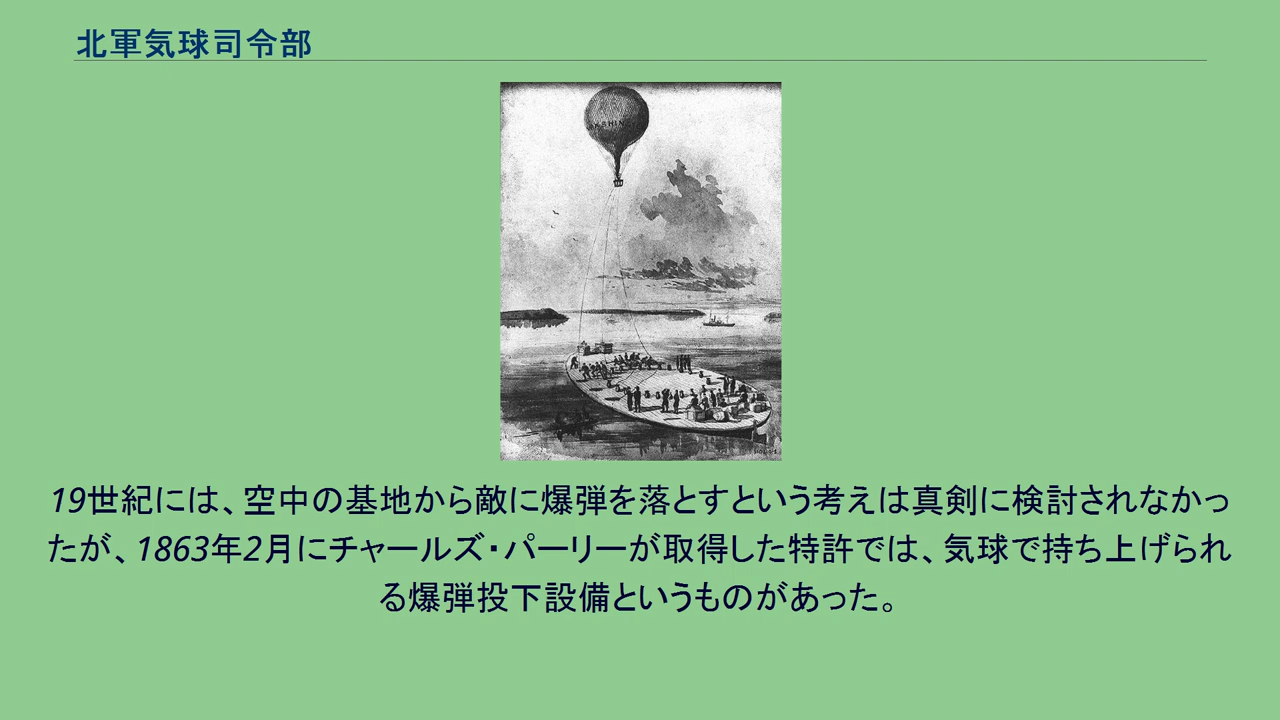 北軍気球司令部
19世紀には、空中の基地から敵に爆弾を落とすという考えは真剣に検討されなかっ
たが、1863年2月にチャールズ・パーリーが取得した特許では、気球で持ち上げられ
る爆弾投下設備というものがあった。